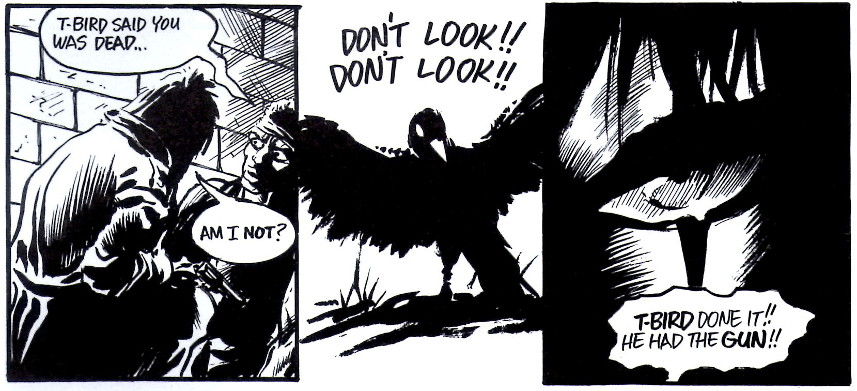 T-BIRD SAID YOU
WAS DEAD...
AM I NOT?
DON'T LOOK!!
DON'T LOOK!!
T-BIRD DONE IT!!
HE HAD THE GUN!!